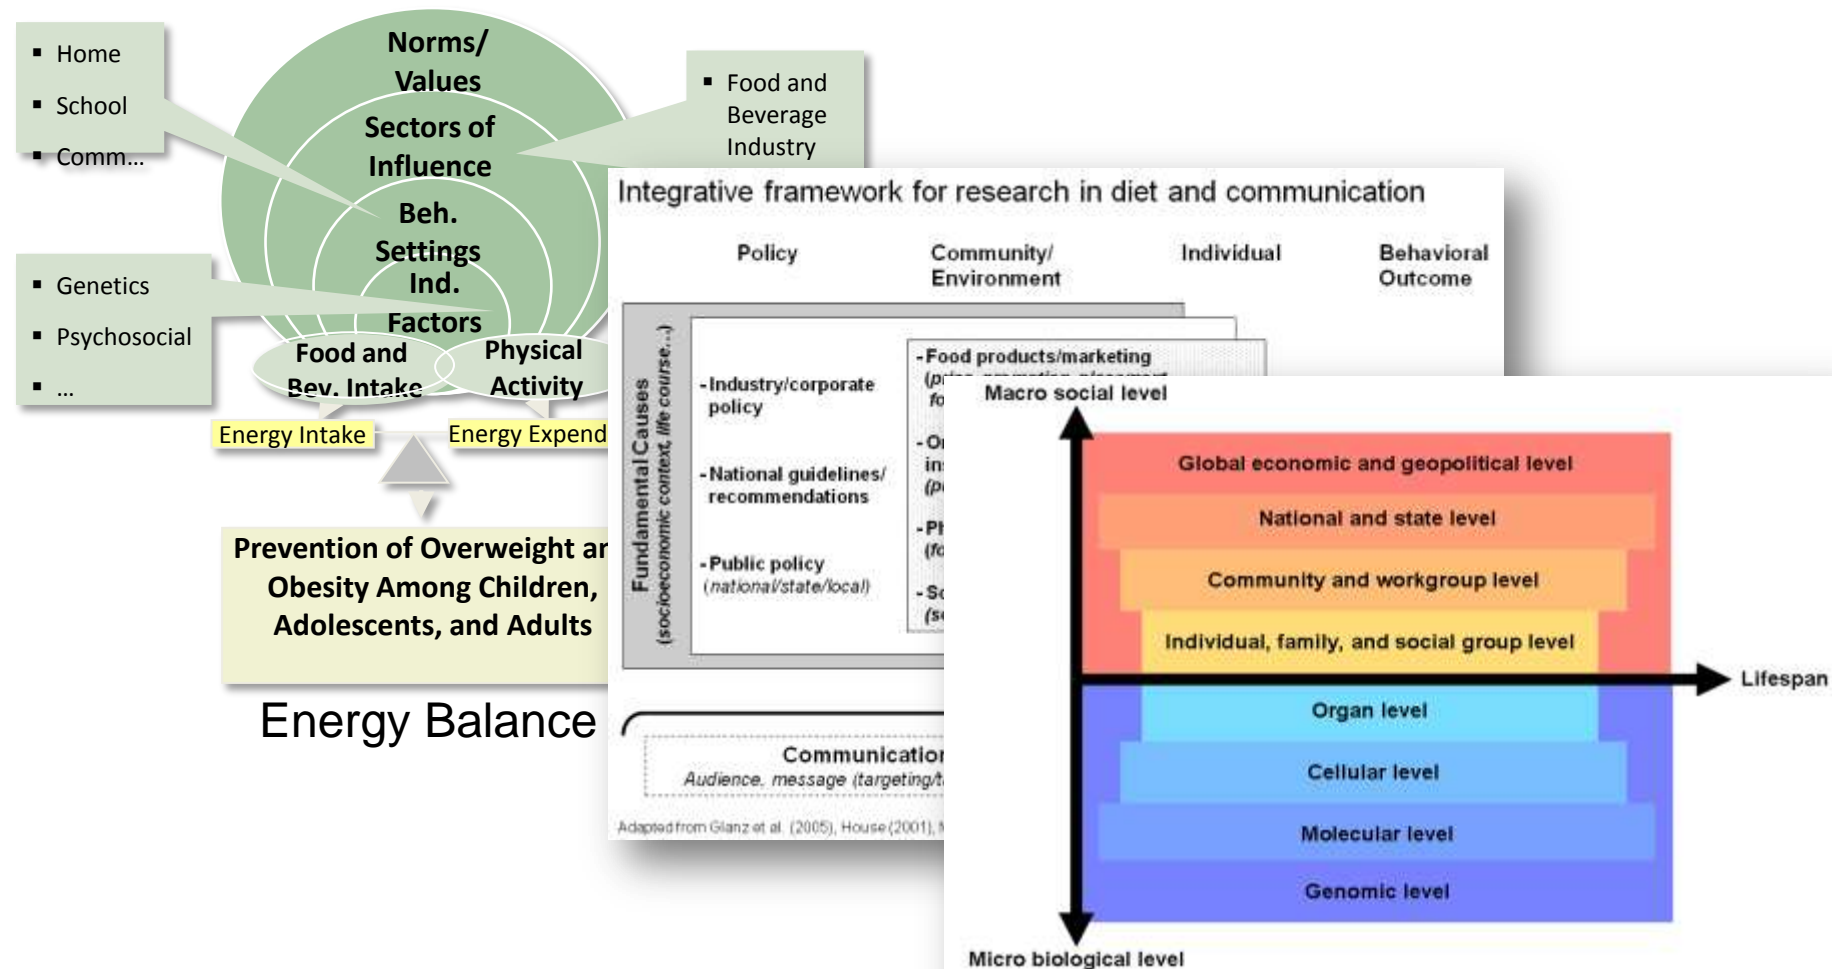 Norms/
Values
Sectors of
Influence
Beh.
Settings
Ind.
Factors
▪ Home
▪ School
▪ Comm…
▪ Food and
Beverage
Industry
▪ Genetics
▪ Psychosocial
▪ …
Food and
Bev. Intake
Physical
Activity
Energy Intake
Energy Expend
Prevention of Overweight an
Obesity Among Children,
Adolescents, and Adults
Energy Balance
Integrative framework for research in diet and communication
Policy
Community/
Environment
Individual
Behavioral
Outcome
Fundamental Causes
(socioeconomic context, life course…)
-Industry/corporate
policy
-National guidelines/
recommendations
-Public policy
(national/state/local)
-Food products/marketing
Communication
Audience, message (targeting/t
Adapted from Glanz et al. (2005), House (2001),
Macro social level
Global economic and geopolitical level
National and state level
Community and workgroup level
Individual, family, and social group level
Lifespan
Organ level
Cellular level
Molecular level
Genomic level
Micro biological level